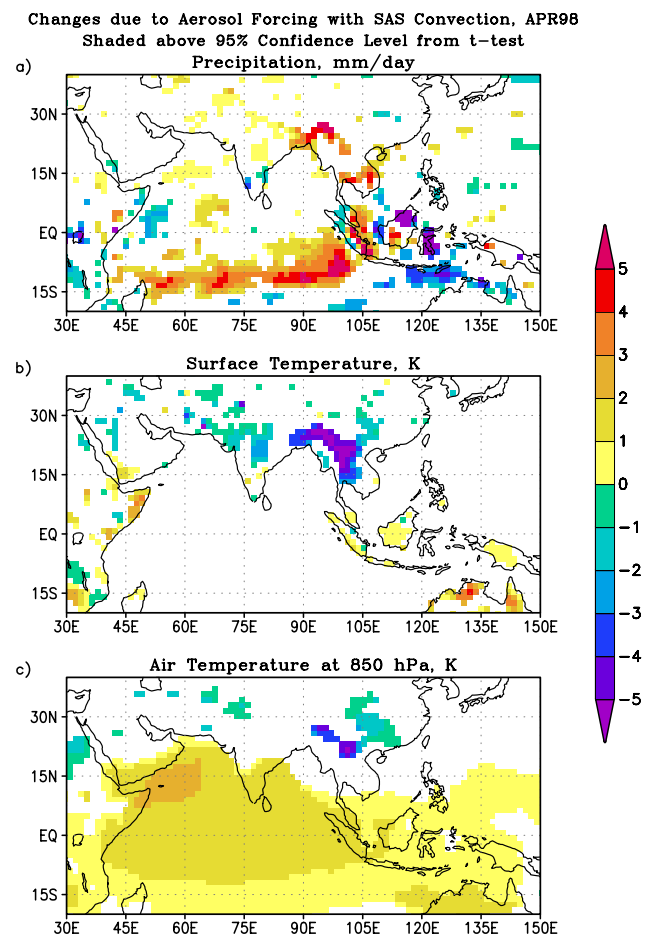 Changes due to Aerosol Forcing with SAS Convection, APR98
Shaded above 95% Confidence Level from t-test
a)
Precipitation, mm/day
30N
15N
EQ
15S
30E 45E 60E 75E 90E 105E 120E 135E 150E
b)
Surface Temperature, K
30N
15N
EQ
15S
30E 45E 60E 75E 90E 105E 120E 135E 150E
c)
Air Temperature at 850 hPa, K
30N
15N
EQ
15S
30E 45E 60E 75E 90E 105E 120E 135E 150E
5
4
3
2
1
0
-1
-2
-3
-4
-5